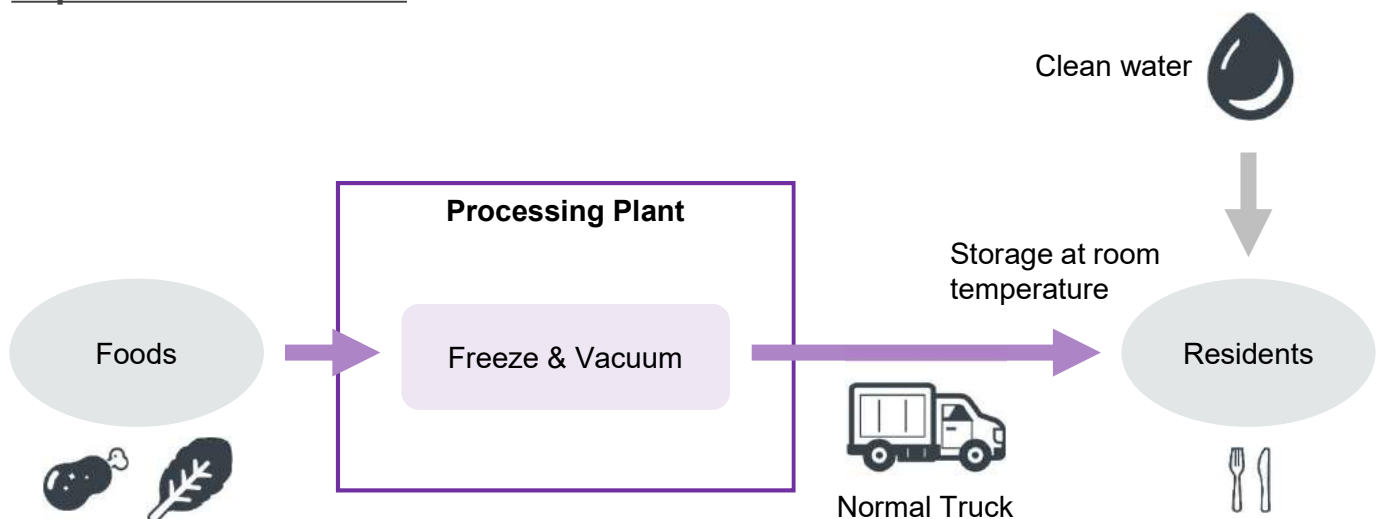 Clean water
Processing Plant
Storage at room
temperature
Foods
Freeze & Vacuum
Residents
Normal Truck